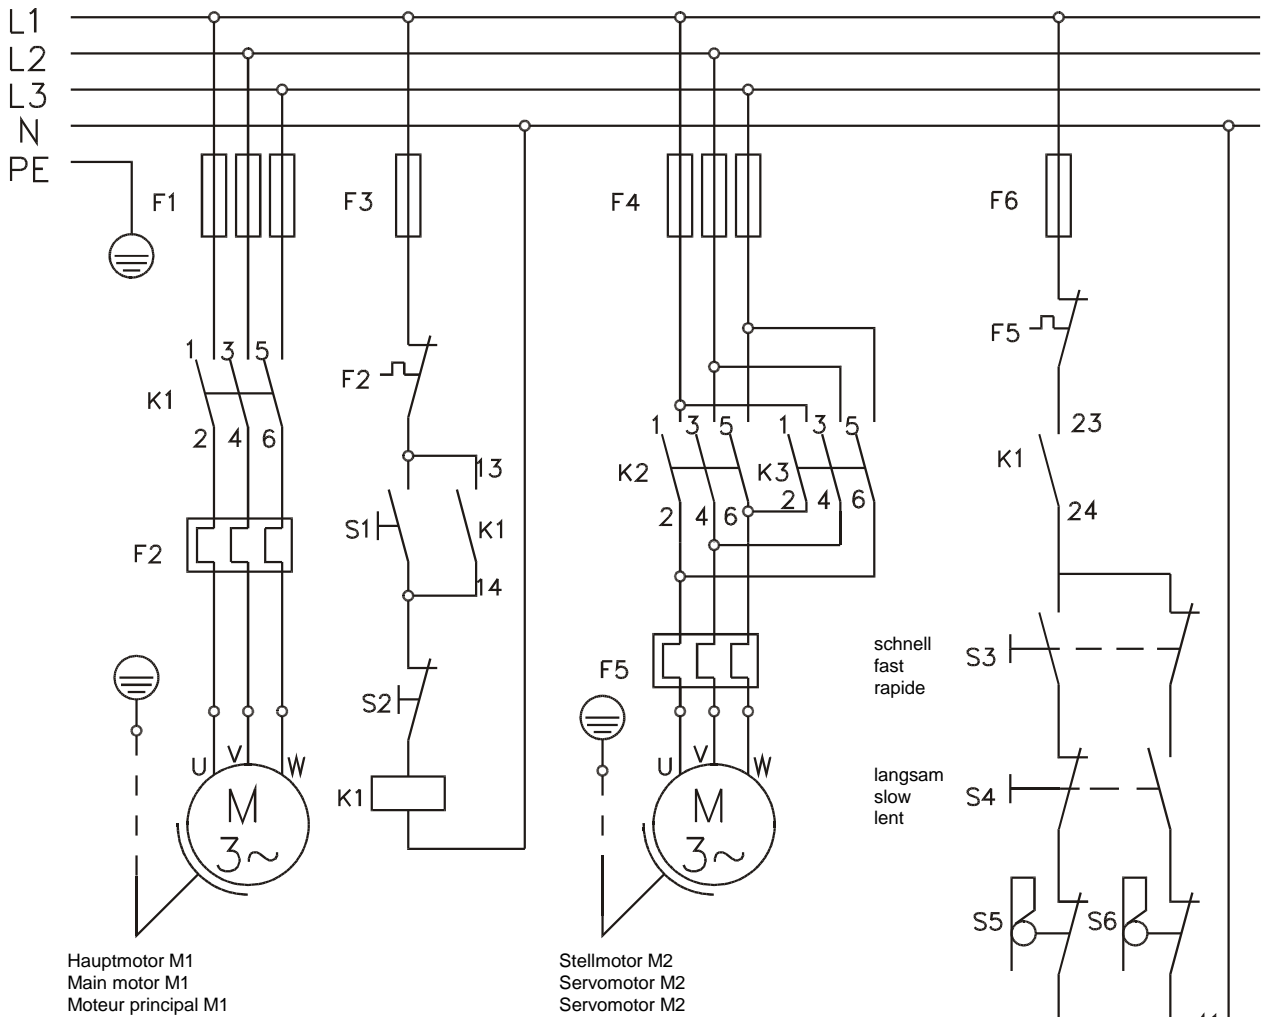 L1
L2
L3
N
PE
F1
F3
F4
F6
F5
F2
1 3 5
K1
2 4 6
13
S1
K1
14
F2
S2
K1
1 3 5
K2
2 4 6
1 3 5
K3
2 4 6
F5
23
K1
24
schnell
fast
rapide
S3
langsam
slow
lent
S4
S5
S6
U V W
M
3~
U V W
M
3~
Hauptmotor M1
Main motor M1
Moteur principal M1
Stellmotor M2
Servomotor M2
Servomotor M2